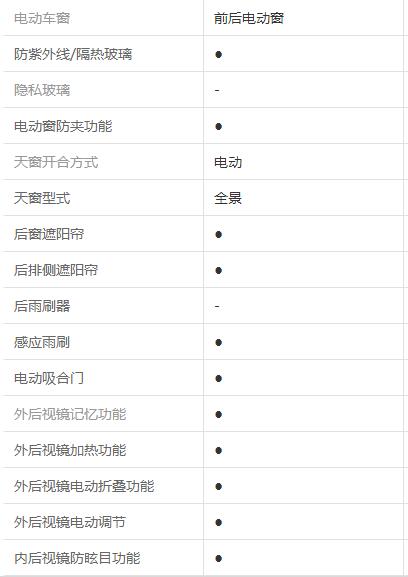 电动车窗 前后电动窗
防紫外线/隔热玻璃 ●
隐私玻璃 -
电动窗防夹功能 ●
天窗开合方式 电动
天窗型式 全景
后窗遮阳帘 ●
后排侧遮阳帘 ●
后雨刷器 -
感应雨刷 ●
电动吸合门 ●
外后视镜记忆功能 ●
外后视镜加热功能 ●
外后视镜电动折叠功能 ●
外后视镜电动调节 ●
内后视镜防眩目功能 ●